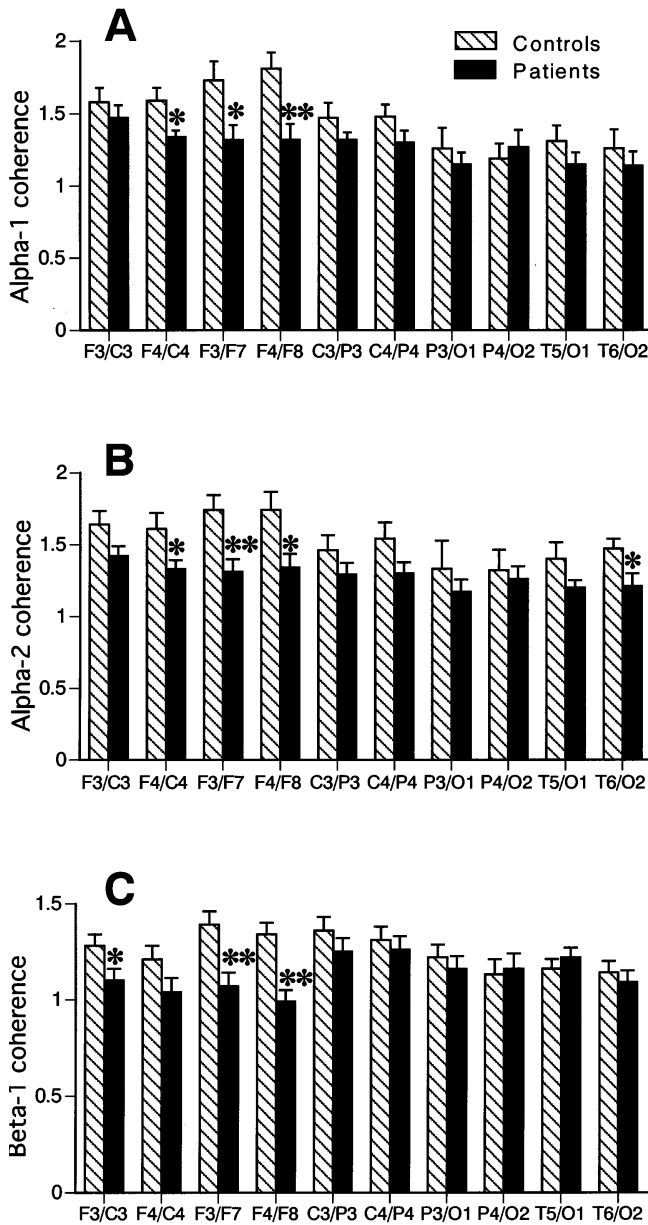 A
Controls
Patients
Alpha-1 coherence
2
1.5
1
0.5
0
* * **
F3/C3 F4/C4 F3/F7 F4/F8 C3/P3 C4/P4 P3/O1 P4/O2 T5/O1 T6/O2
B
Alpha-2 coherence
2
1.5
1
0.5
0
* ** * *
F3/C3 F4/C4 F3/F7 F4/F8 C3/P3 C4/P4 P3/O1 P4/O2 T5/O1 T6/O2
C
Beta-1 coherence
1.5
1
0.5
0
* ** **
F3/C3 F4/C4 F3/F7 F4/F8 C3/P3 C4/P4 P3/O1 P4/O2 T5/O1 T6/O2